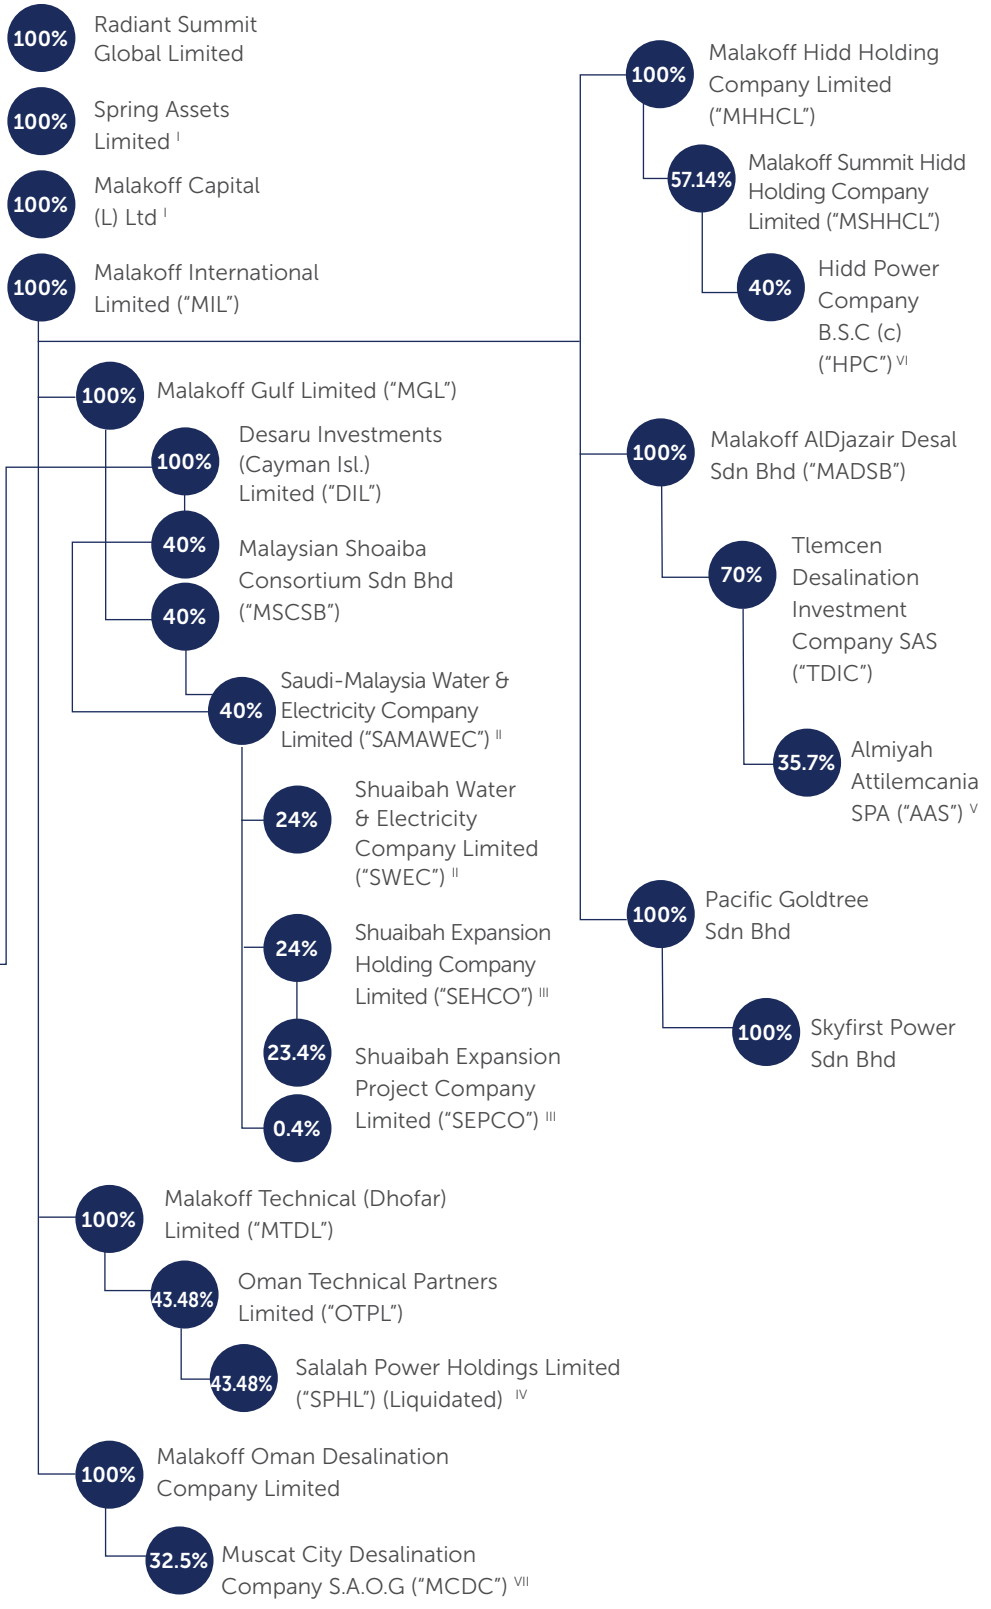 100%
Radiant Summit
Global Limited
100%
Spring Assets
Limited I
100%
Malakoff Capital
(L) Ltd I
100%
Malakoff International
Limited (“MIL”)
100%
Malakoff Gulf Limited (“MGL”)
100%
Desaru Investments
(Cayman Isl.)
Limited (“DIL”)
40%
40%
Malaysian Shoaiba
Consortium Sdn Bhd
(“MSCSB”)
40%
Saudi-Malaysia Water &
Electricity Company
Limited (“SAMAWEC”) II
24%
Shuaibah Water
& Electricity
Company Limited
(“SWEC”) II
24%
Shuaibah Expansion
Holding Company
Limited (“SEHCO”) III
23.4%
0.4%
Shuaibah Expansion
Project Company
Limited (“SEPCO”) III
100%
Malakoff Technical (Dhofar)
Limited (“MTDL”)
43.48%
Oman Technical Partners
Limited (“OTPL”)
43.48%
Salalah Power Holdings Limited
(“SPHL”) (Liquidated) IV
100%
Malakoff Oman Desalination
Company Limited
32.5%
Muscat City Desalination
Company S.A.O.G (“MCDC”) VII
100%
Malakoff Hidd Holding
Company Limited
(“MHHCL”)
57.14%
Malakoff Summit Hidd
Holding Company
Limited (“MSHHCL”)
40%
Hidd Power
Company
B.S.C (c)
(“HPC”) VI
100%
Malakoff AlDjazair Desal
Sdn Bhd (“MADSB”)
70%
Tlemcen
Desalination
Investment
Company SAS
(“TDIC”)
35.7%
Almiyah
Attilemcania
SPA (“AAS”) V
100%
Pacific Goldtree
Sdn Bhd
100%
Skyfirst Power
Sdn Bhd